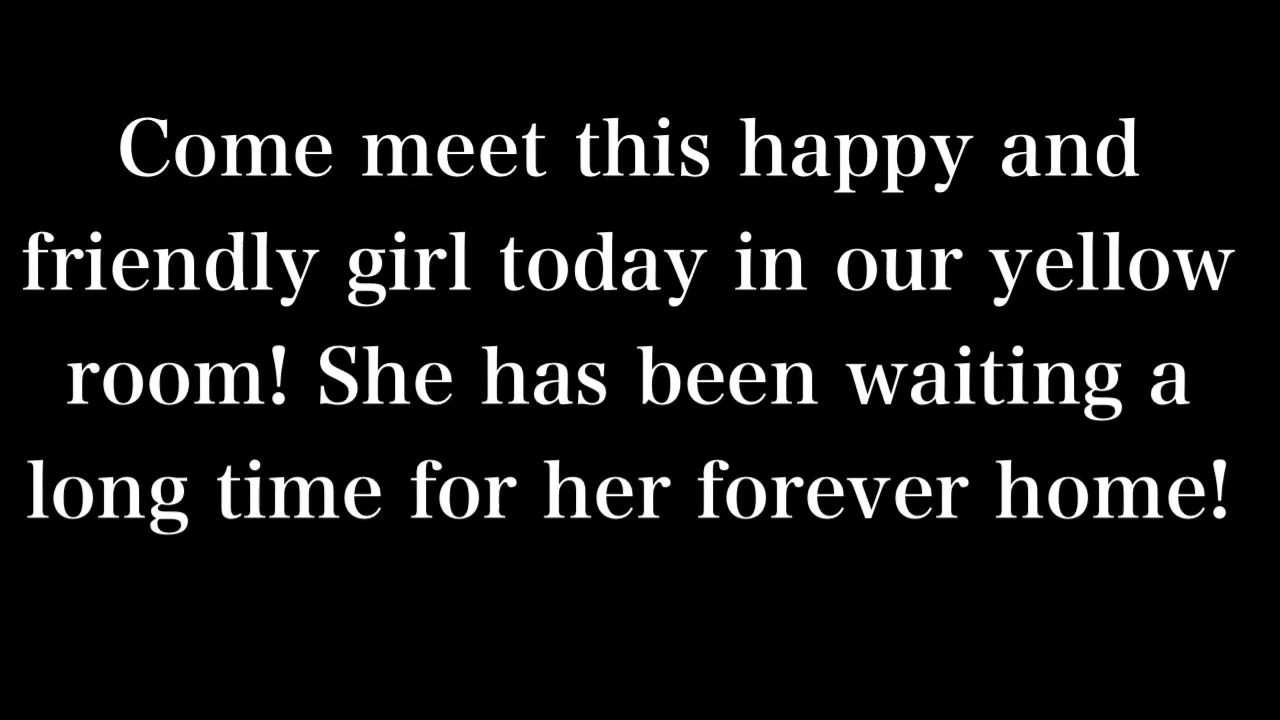 Come meet this happy and
friendly girl today in our yellow
room! She has been waiting a
long time for her forever home!